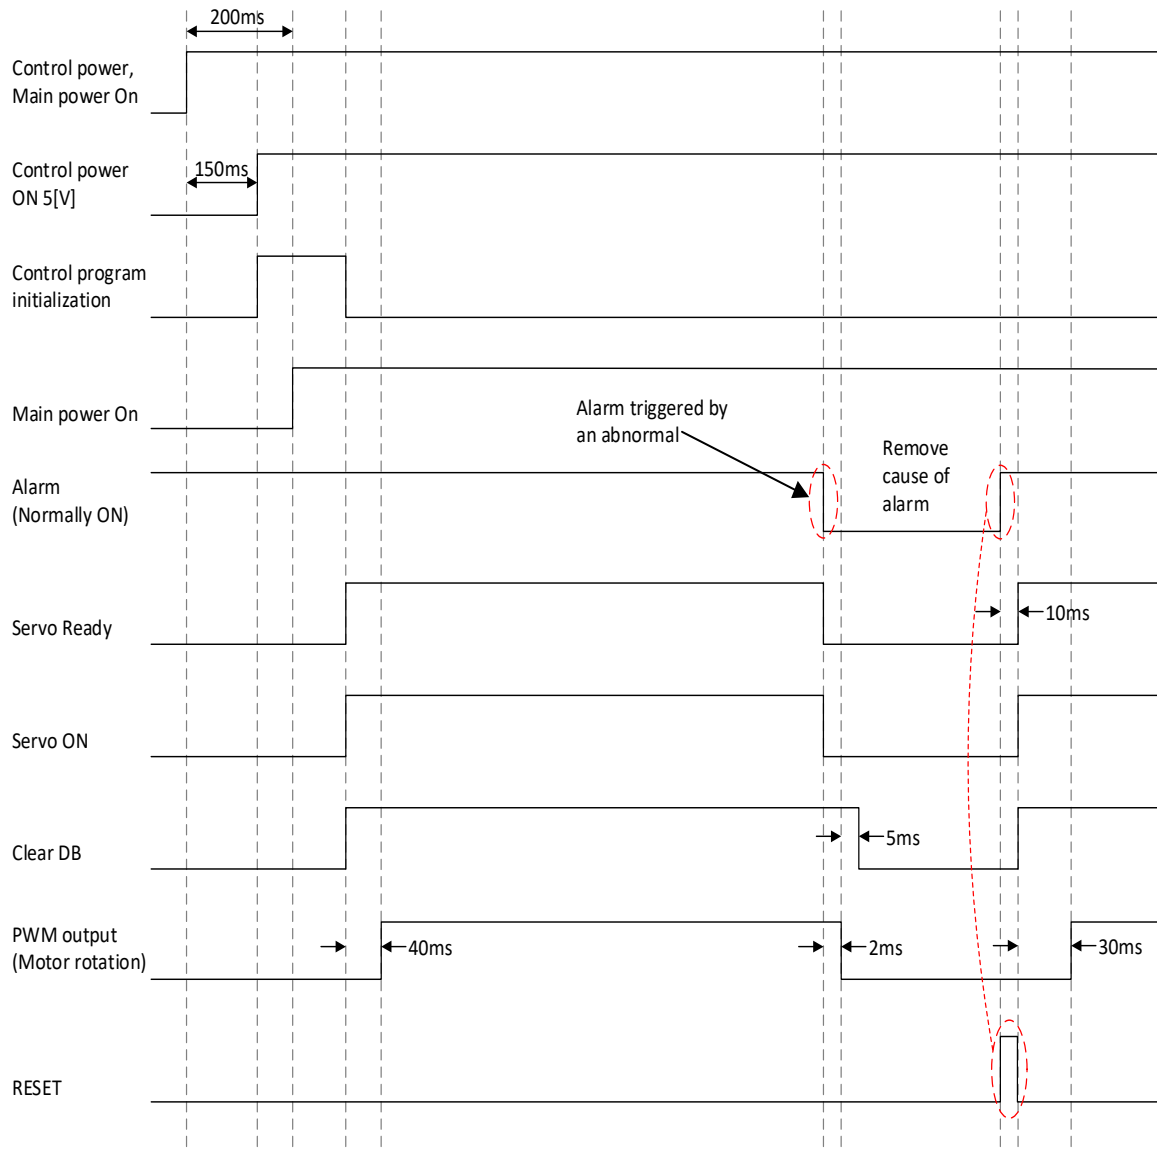 200ms
Control power,
Main power On
Control power
ON 5[V]
150ms
Control program
initialization
Main power On
Alarm triggered by
an abnormal
Remove
cause of
alarm
Alarm
(Normally ON)
Servo Ready
10ms
Servo ON
Clear DB
5ms
PWM output
(Motor rotation)
40ms
2ms
30ms
RESET